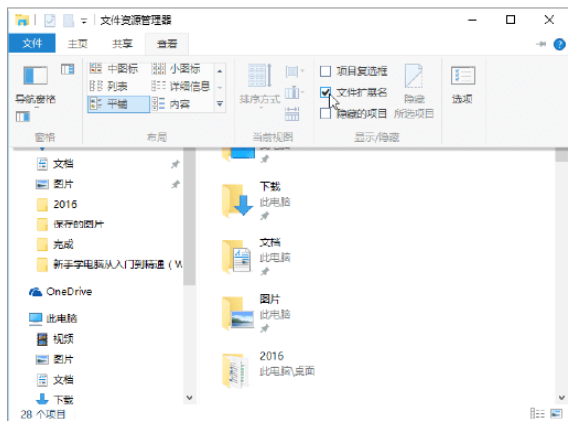 文件资源管理器
文件 主页 共享 查看
导航窗格
中图标 小图标
列表 详细信息
平铺 内容
排序方式
项目复选框
文件扩展名
隐藏的项目
隐藏
所选项目
选项
窗格 布局 当前视图 显示/隐藏
文档
图片
2016
保存的图片
完成
新手学电脑从入门到精通（W
OneDrive
此电脑
视频
图片
文档
下载
此电脑
下载
此电脑
文档
此电脑
图片
此电脑
2016
此电脑\桌面
28 个项目